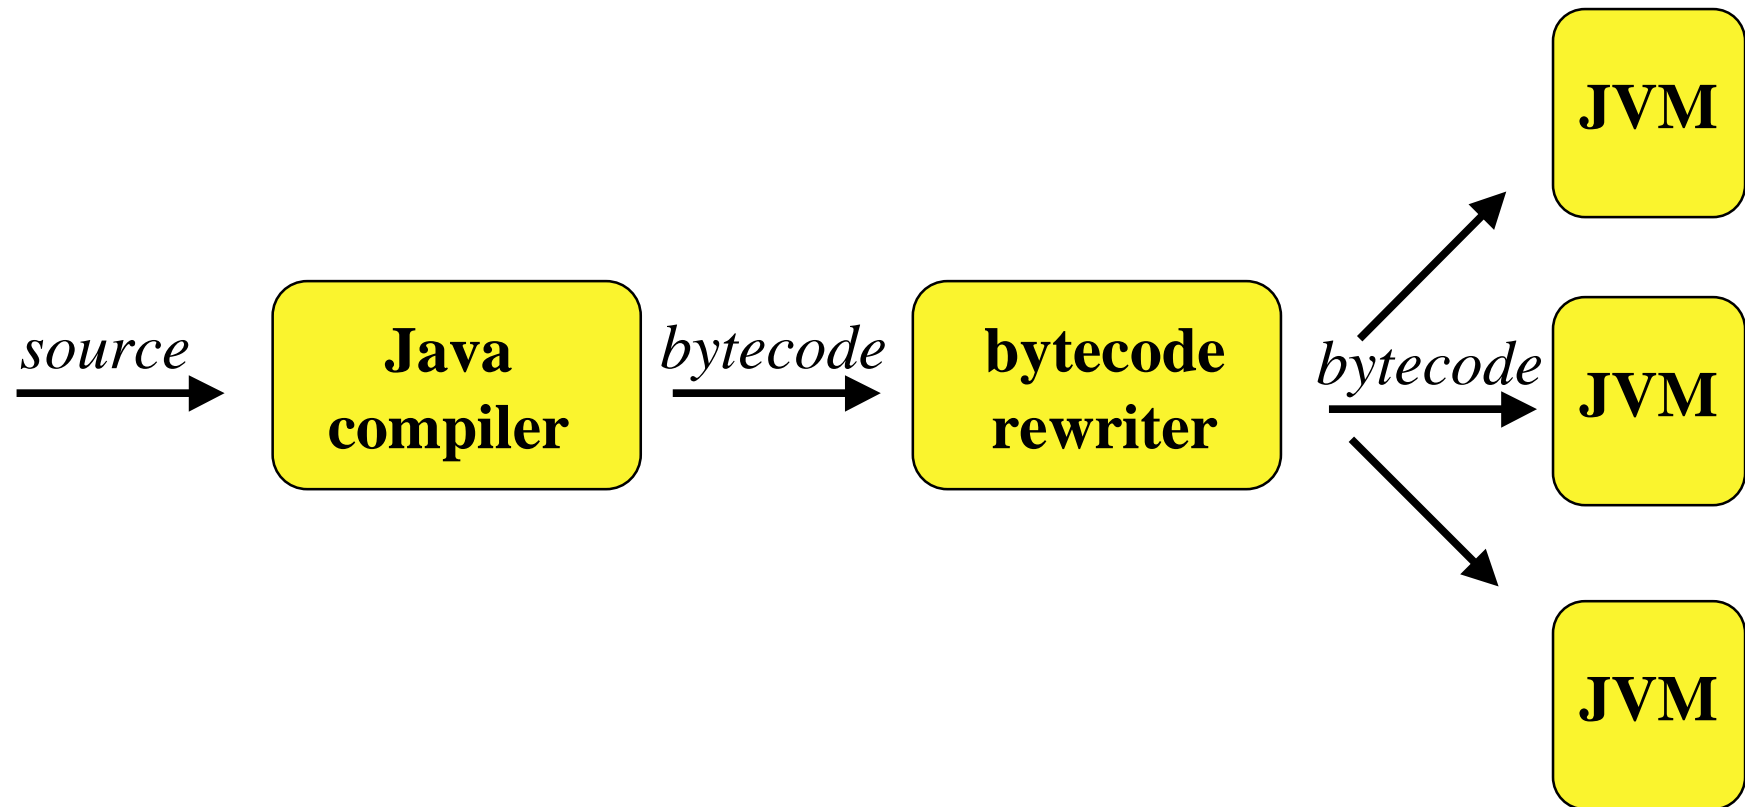 source
Java
compiler
bytecode
bytecode
rewriter
bytecode
JVM
JVM
JVM